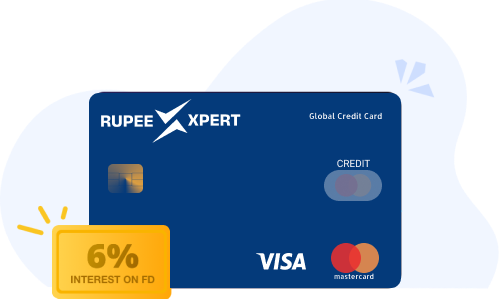 RUPEE XPERT
Global Credit Card
CREDIT
6%
INTEREST ON FD
VISA
mastercard